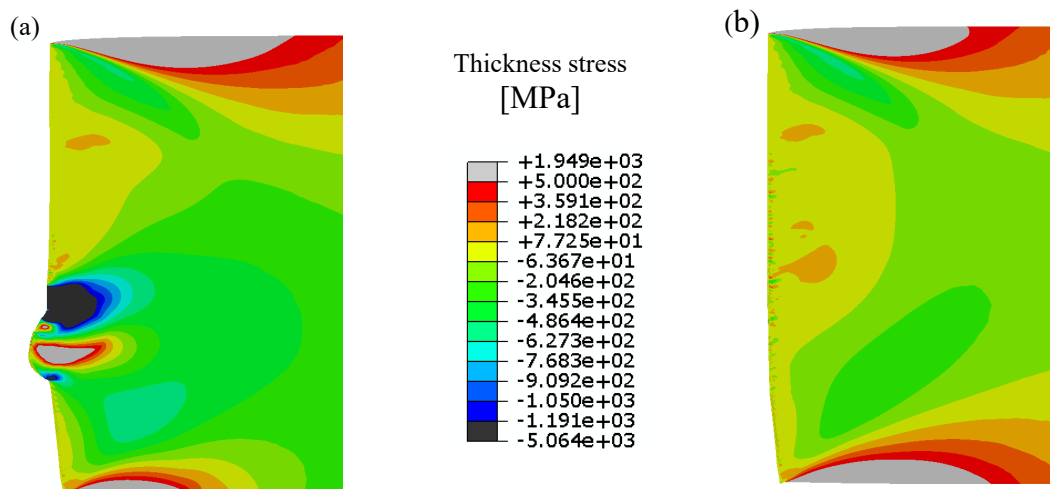 (a)
(b)
Thickness stress
[MPa]
+1.949e+03
+5.000e+02
+3.591e+02
+2.182e+02
+7.725e+01
-6.367e+01
-2.046e+02
-3.455e+02
-4.864e+02
-6.273e+02
-7.683e+02
-9.092e+02
-1.050e+03
-1.191e+03
-5.064e+03